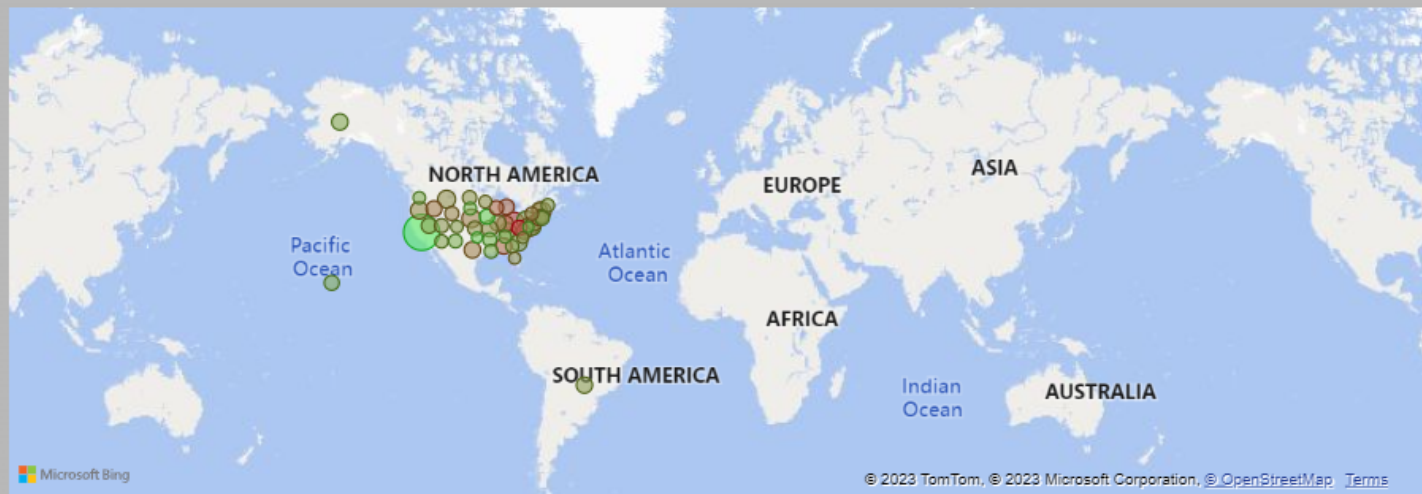 NORTH AMERICA
ASIA
EUROPE
Pacific
Ocean
Atlantic
Ocean
AFRICA
SOUTH AMERICA
Indian
Ocean
AUSTRALIA
Microsoft Bing
© 2023 TomTom, © 2023 Microsoft Corporation, © OpenStreetMap Terms